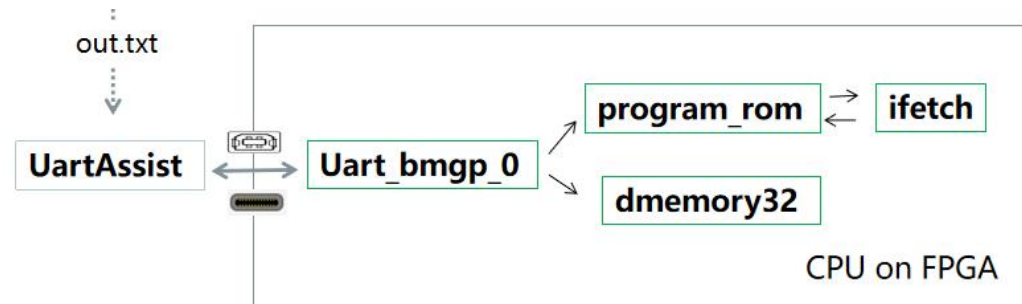 out.txt
UartAssist
Uart_bmgp_0
program_rom
ifetch
dmemory32
CPU on FPGA